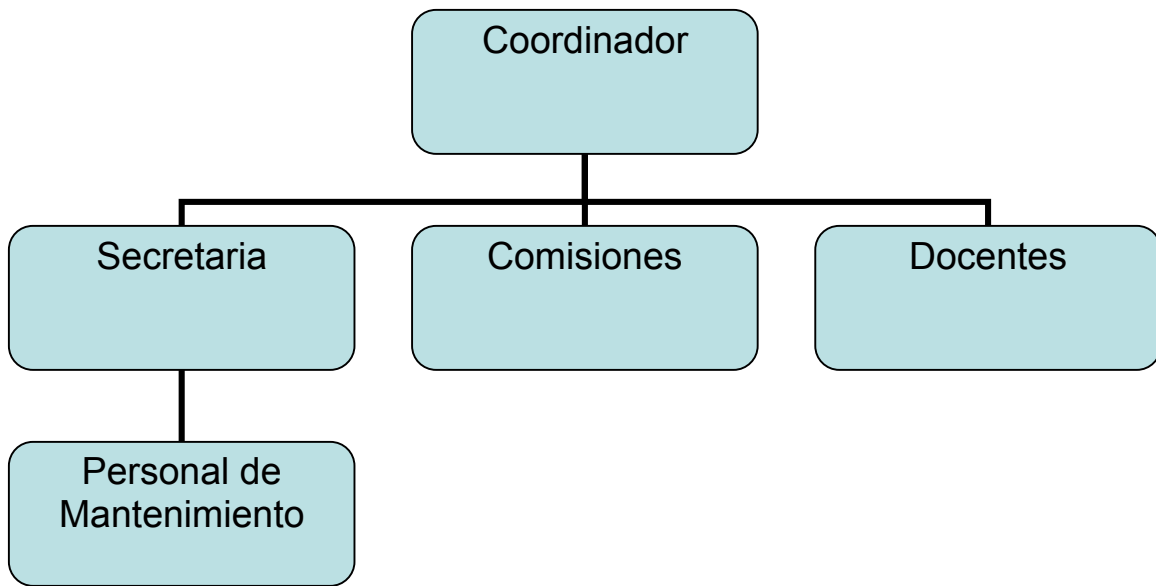 Coordinador
Secretaria
Comisiones
Docentes
Personal de
Mantenimiento